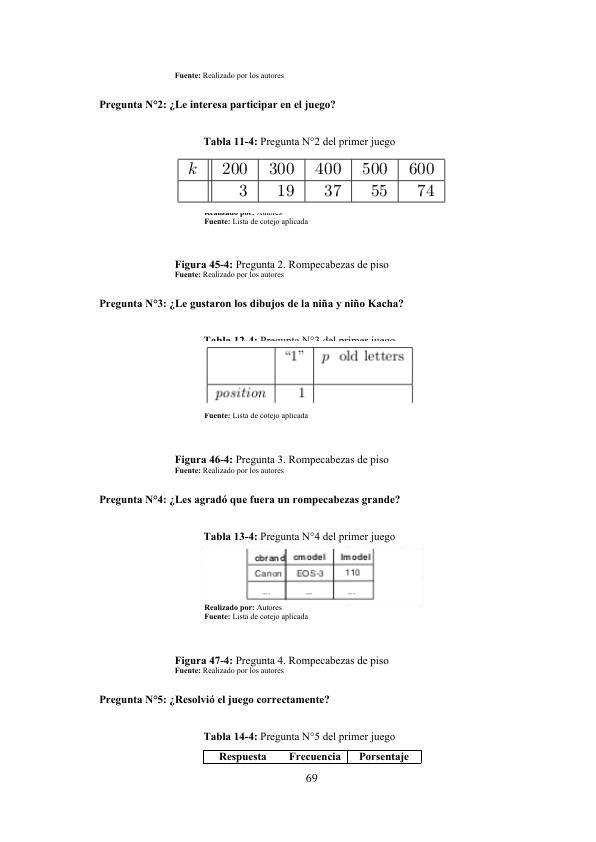 Fuente: Realizado por los autores
Pregunta N°2: ¿Le interesa participar en el juego?
Tabla 11-4: Pregunta N°2 del primer juego
k 200 300 400 500 600
3 19 37 55 74
Realizado por: Autores
Fuente: Lista de cotejo aplicada
Figura 45-4: Pregunta 2. Rompecabezas de piso
Fuente: Realizado por los autores
Pregunta N°3: ¿Le gustaron los dibujos de la niña y niño Kacha?
Tabla 12-4: Pregunta N°3 del primer juego
“1” p old letters
position 1
Fuente: Lista de cotejo aplicada
Figura 46-4: Pregunta 3. Rompecabezas de piso
Fuente: Realizado por los autores
Pregunta N°4: ¿Les agradó que fuera un rompecabezas grande?
Tabla 13-4: Pregunta N°4 del primer juego
cbrand cmodel lmodel
Canon EOS-3 110
... ... ...
Realizado por: Autores
Fuente: Lista de cotejo aplicada
Figura 47-4: Pregunta 4. Rompecabezas de piso
Fuente: Realizado por los autores
Pregunta N°5: ¿Resolvió el juego correctamente?
Tabla 14-4: Pregunta N°5 del primer juego
Respuesta Frecuencia Porsentaje
69